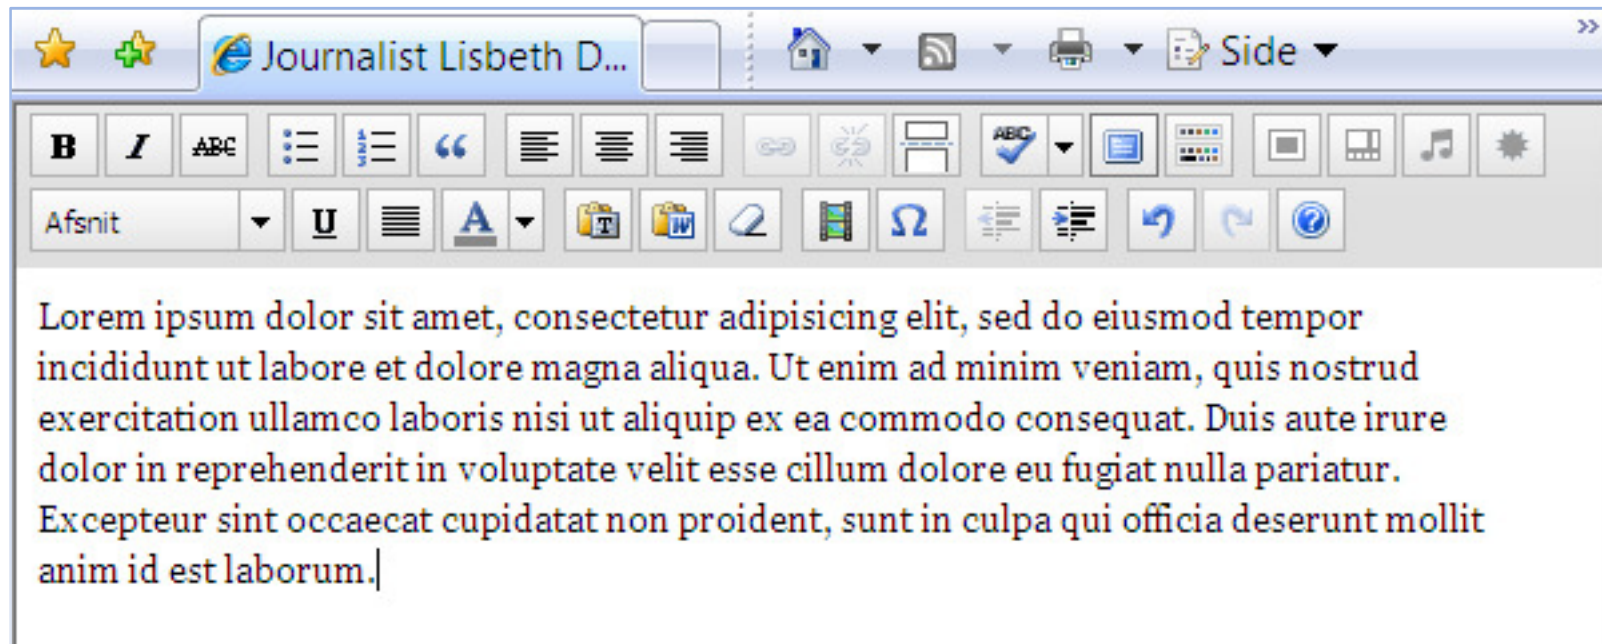 Journalist Lisbeth D...
Side
B I ABC ABC
Afsnit U A T W Ω
Lorem ipsum dolor sit amet, consectetur adipisicing elit, sed do eiusmod tempor
incididunt ut labore et dolore magna aliqua. Ut enim ad minim veniam, quis nostrud
exercitation ullamco laboris nisi ut aliquip ex ea commodo consequat. Duis aute irure
dolor in reprehenderit in voluptate velit esse cillum dolore eu fugiat nulla pariatur.
Excepteur sint occaecat cupidatat non proident, sunt in culpa qui officia deserunt mollit
anim id est laborum.